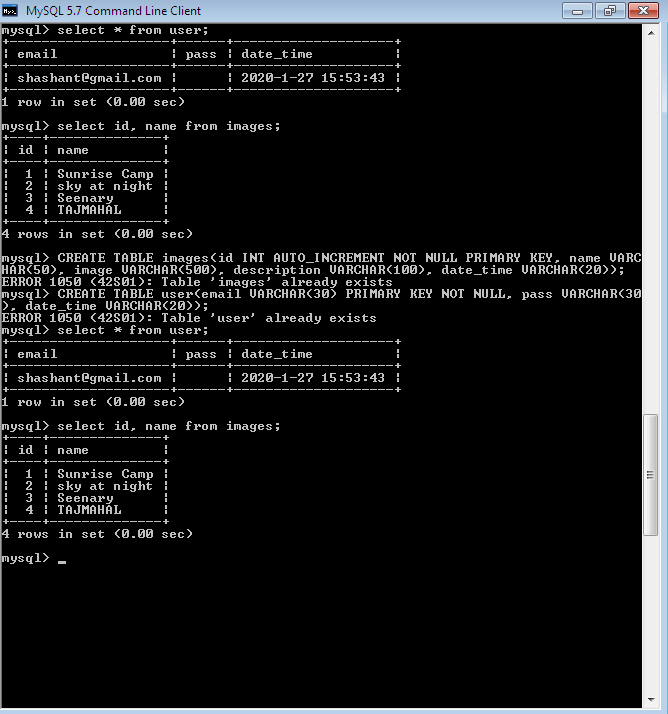 MySQL 5.7 Command Line Client
mysql> select * from user;
+--------------------+------+--------------------+
| email              | pass | date_time          |
+--------------------+------+--------------------+
| shashant@gmail.com |      | 2020-1-27 15:53:43 |
+--------------------+------+--------------------+
1 row in set (0.00 sec)
mysql> select id, name from images;
+----+--------------+
| id | name         |
+----+--------------+
|  1 | Sunrise Camp |
|  2 | sky at night |
|  3 | Seenary      |
|  4 | TAJMAHAL     |
+----+--------------+
4 rows in set (0.00 sec)
mysql> CREATE TABLE images(id INT AUTO_INCREMENT NOT NULL PRIMARY KEY, name VARC
HAR(50), image VARCHAR(500), description VARCHAR(100), date_time VARCHAR(20));
ERROR 1050 (42S01): Table 'images' already exists
mysql> CREATE TABLE user(email VARCHAR(30) PRIMARY KEY NOT NULL, pass VARCHAR(30
), date_time VARCHAR(20));
ERROR 1050 (42S01): Table 'user' already exists
mysql> select * from user;
+--------------------+------+--------------------+
| email              | pass | date_time          |
+--------------------+------+--------------------+
| shashant@gmail.com |      | 2020-1-27 15:53:43 |
+--------------------+------+--------------------+
1 row in set (0.00 sec)
mysql> select id, name from images;
+----+--------------+
| id | name         |
+----+--------------+
|  1 | Sunrise Camp |
|  2 | sky at night |
|  3 | Seenary      |
|  4 | TAJMAHAL     |
+----+--------------+
4 rows in set (0.00 sec)
mysql> _